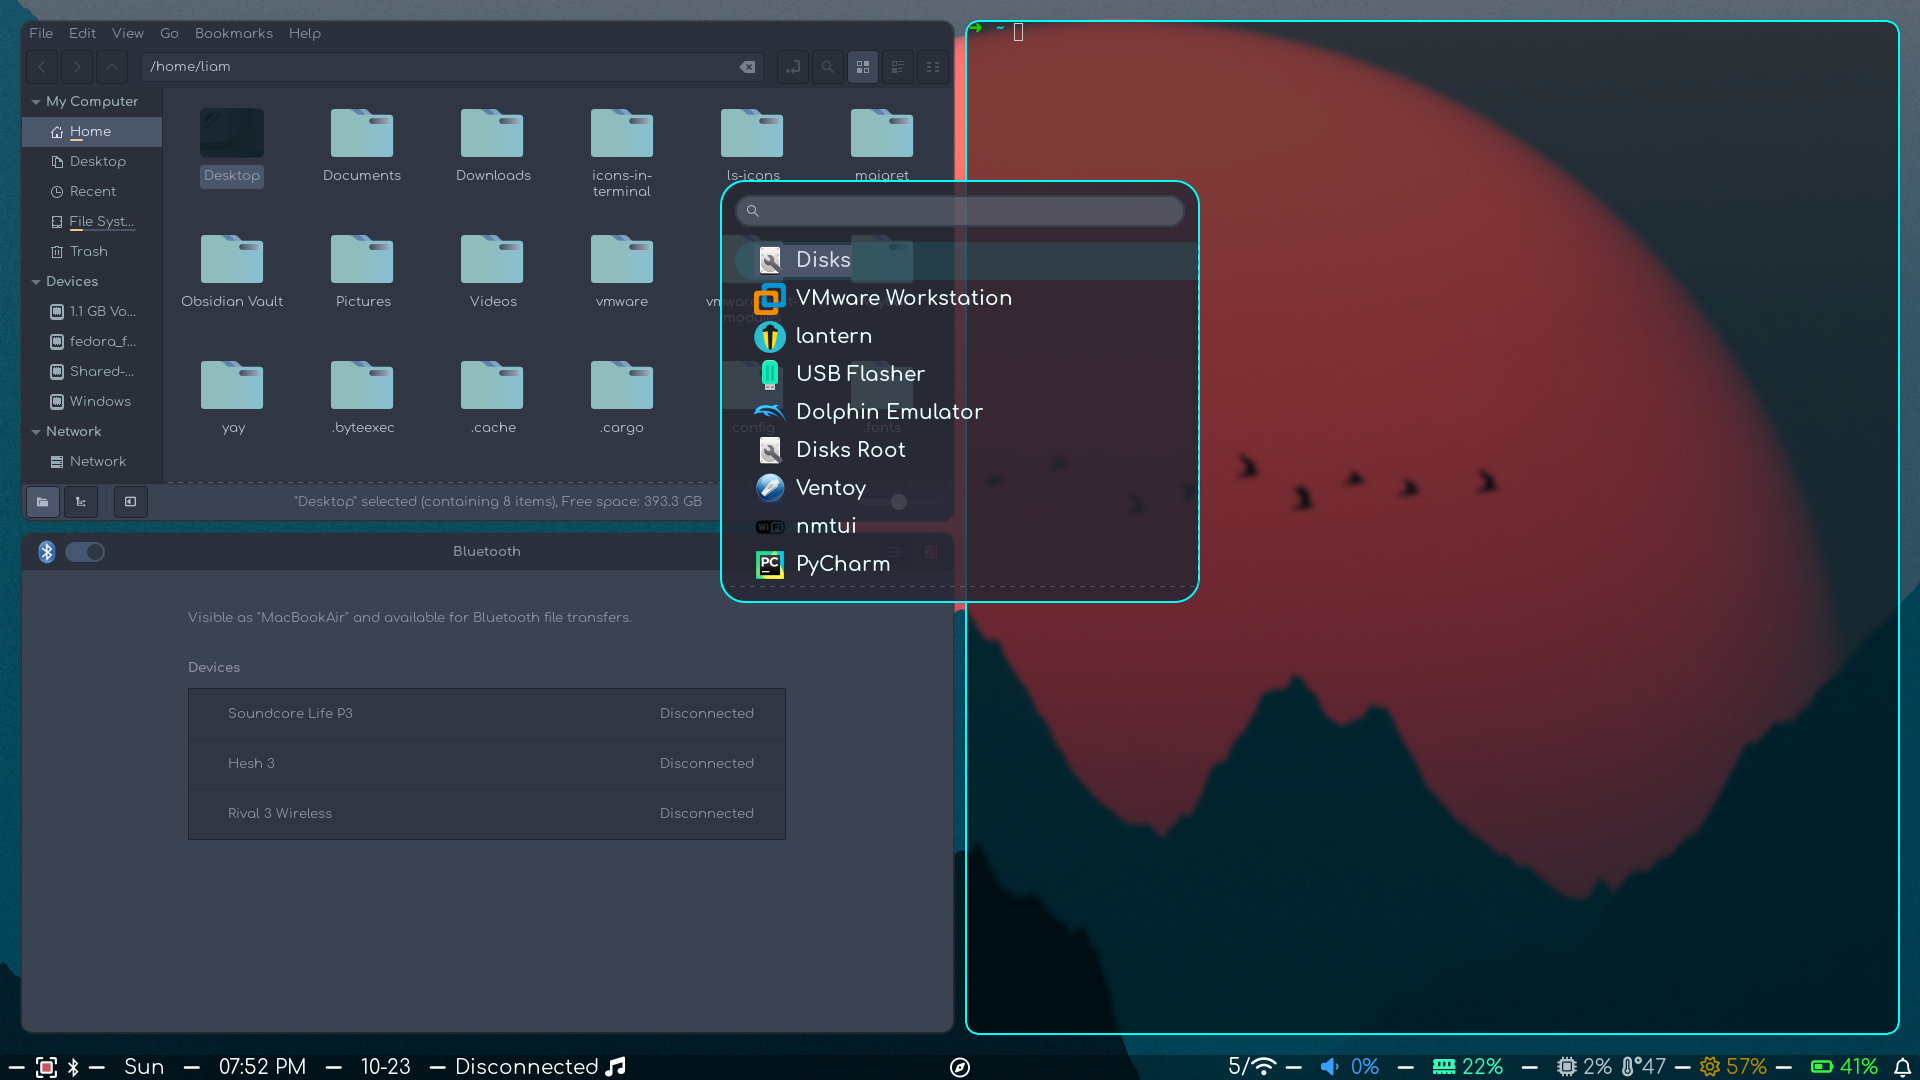 File Edit View Go Bookmarks Help
/home/liam
My Computer
Home
Desktop
Recent
File Syst...
Trash
Devices
1.1 GB Vo...
fedora_f...
Shared-...
Windows
Network
Network
Desktop Documents Downloads icons-in-terminal ls-icons maigret
Obsidian Vault Pictures Videos vmware
yay .byteexec .cache .cargo .config .fonts
"Desktop" selected (containing 8 items), Free space: 393.3 GB
Disks
VMware Workstation
lantern
USB Flasher
Dolphin Emulator
Disks Root
Ventoy
nmtui
PyCharm
➜ ~
Bluetooth
Visible as "MacBookAir" and available for Bluetooth file transfers.
Devices
Soundcore Life P3 Disconnected
Hesh 3 Disconnected
Rival 3 Wireless Disconnected
— — Sun — 07:52 PM — 10-23 — Disconnected 5/ — 0% — 22% — 2% 47 — 57% — 41%